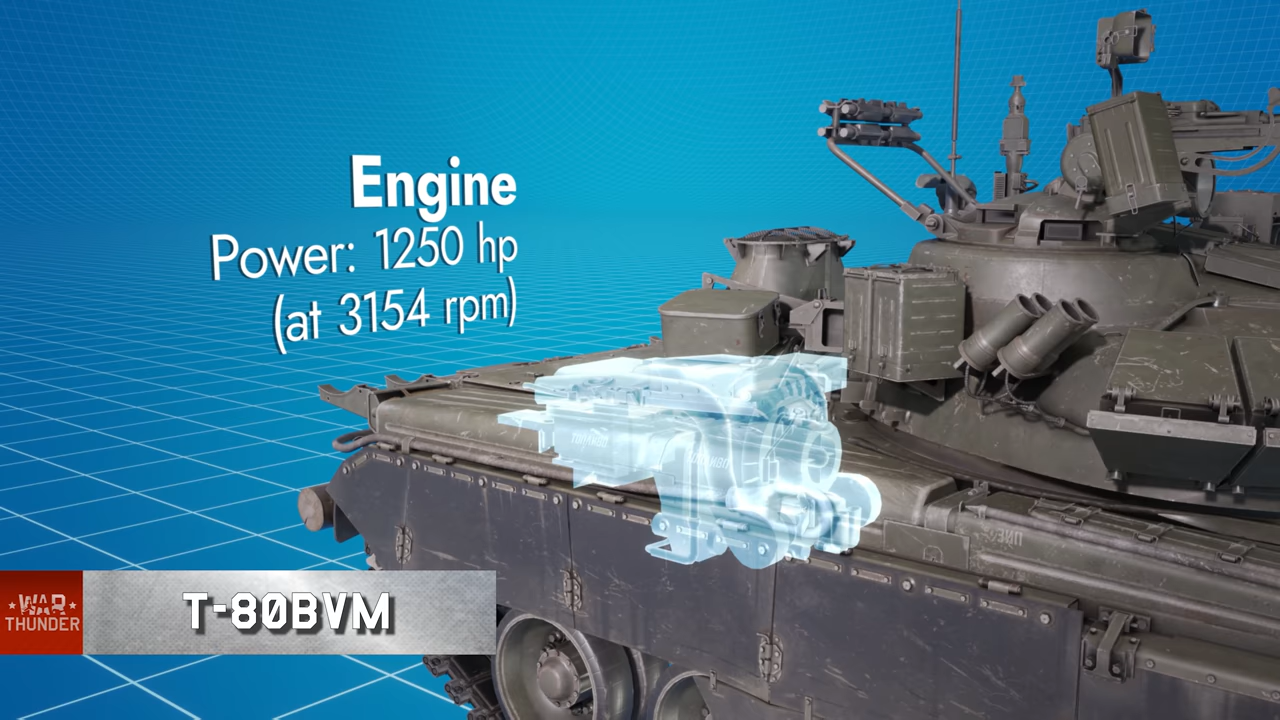 Engine
Power: 1250 hp
(at 3154 rpm)
WAR
THUNDER
T-80BVM